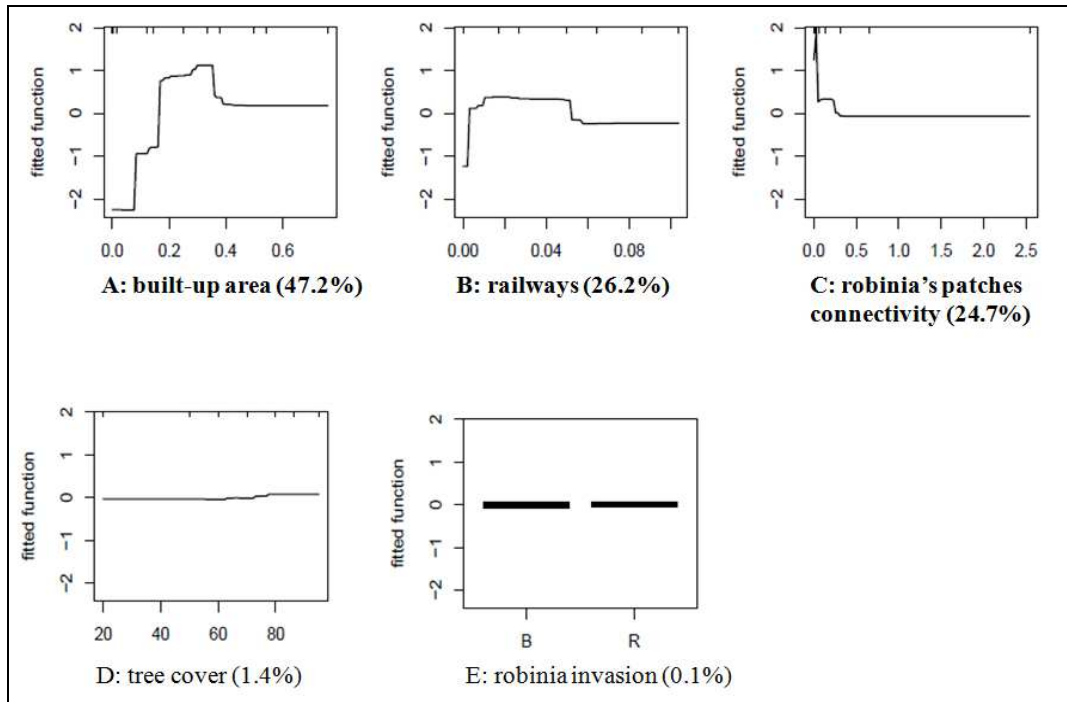 2
1
0
−1
−2
fitted function
0.0 0.2 0.4 0.6
A: built-up area (47.2%)
2
1
0
−1
−2
fitted function
0.00 0.04 0.08
B: railways (26.2%)
2
1
0
−1
−2
fitted function
0.0 0.5 1.0 1.5 2.0 2.5
C: robinia's patches
connectivity (24.7%)
2
1
0
−1
−2
fitted function
20 40 60 80
D: tree cover (1.4%)
2
1
0
−1
−2
fitted function
B R
E: robinia invasion (0.1%)